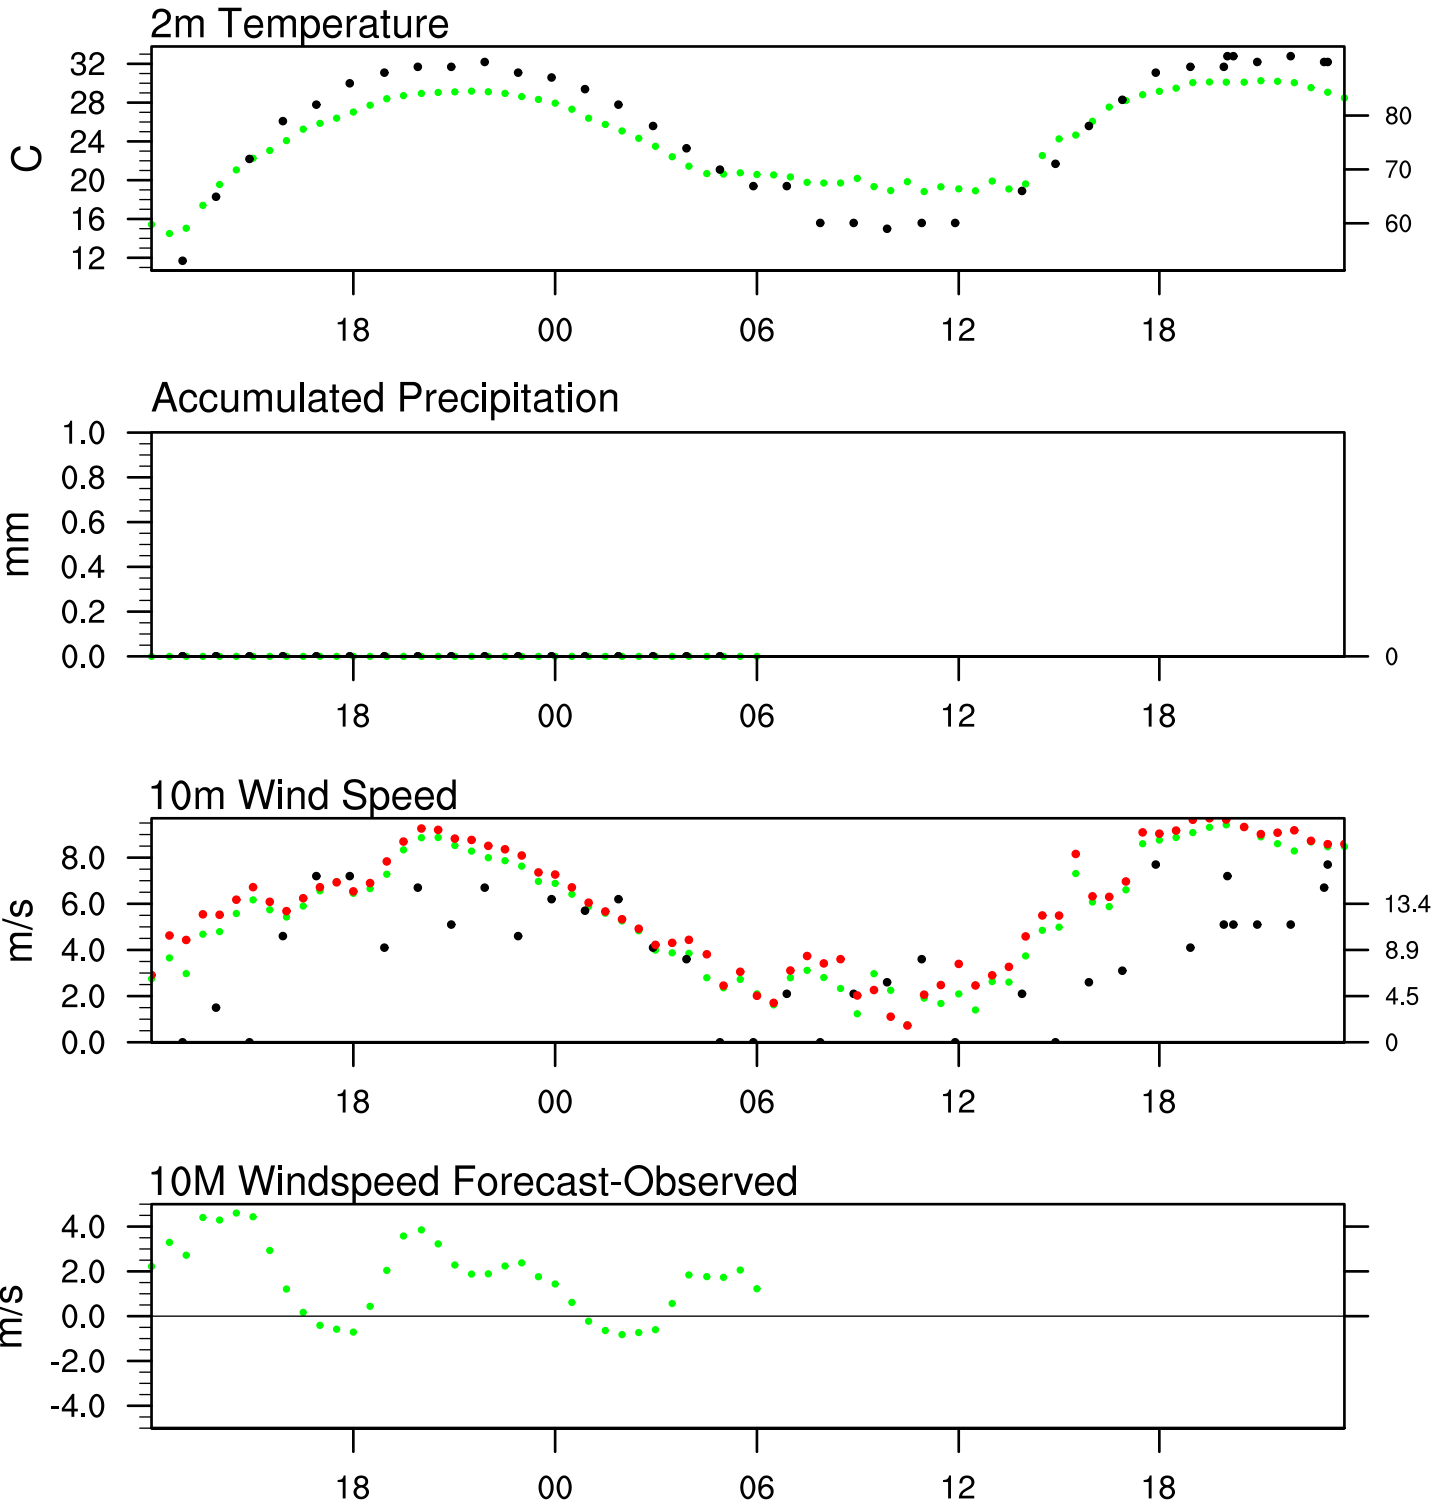 2m Temperature
32
28
24
20
16
12
C
80
70
60
18 00 06 12 18
Accumulated Precipitation
1.0
0.8
0.6
0.4
0.2
0.0
mm
0
18 00 06 12 18
10m Wind Speed
8.0
6.0
4.0
2.0
0.0
m/s
13.4
8.9
4.5
0
18 00 06 12 18
10M Windspeed Forecast-Observed
4.0
2.0
0.0
-2.0
-4.0
m/s
18 00 06 12 18